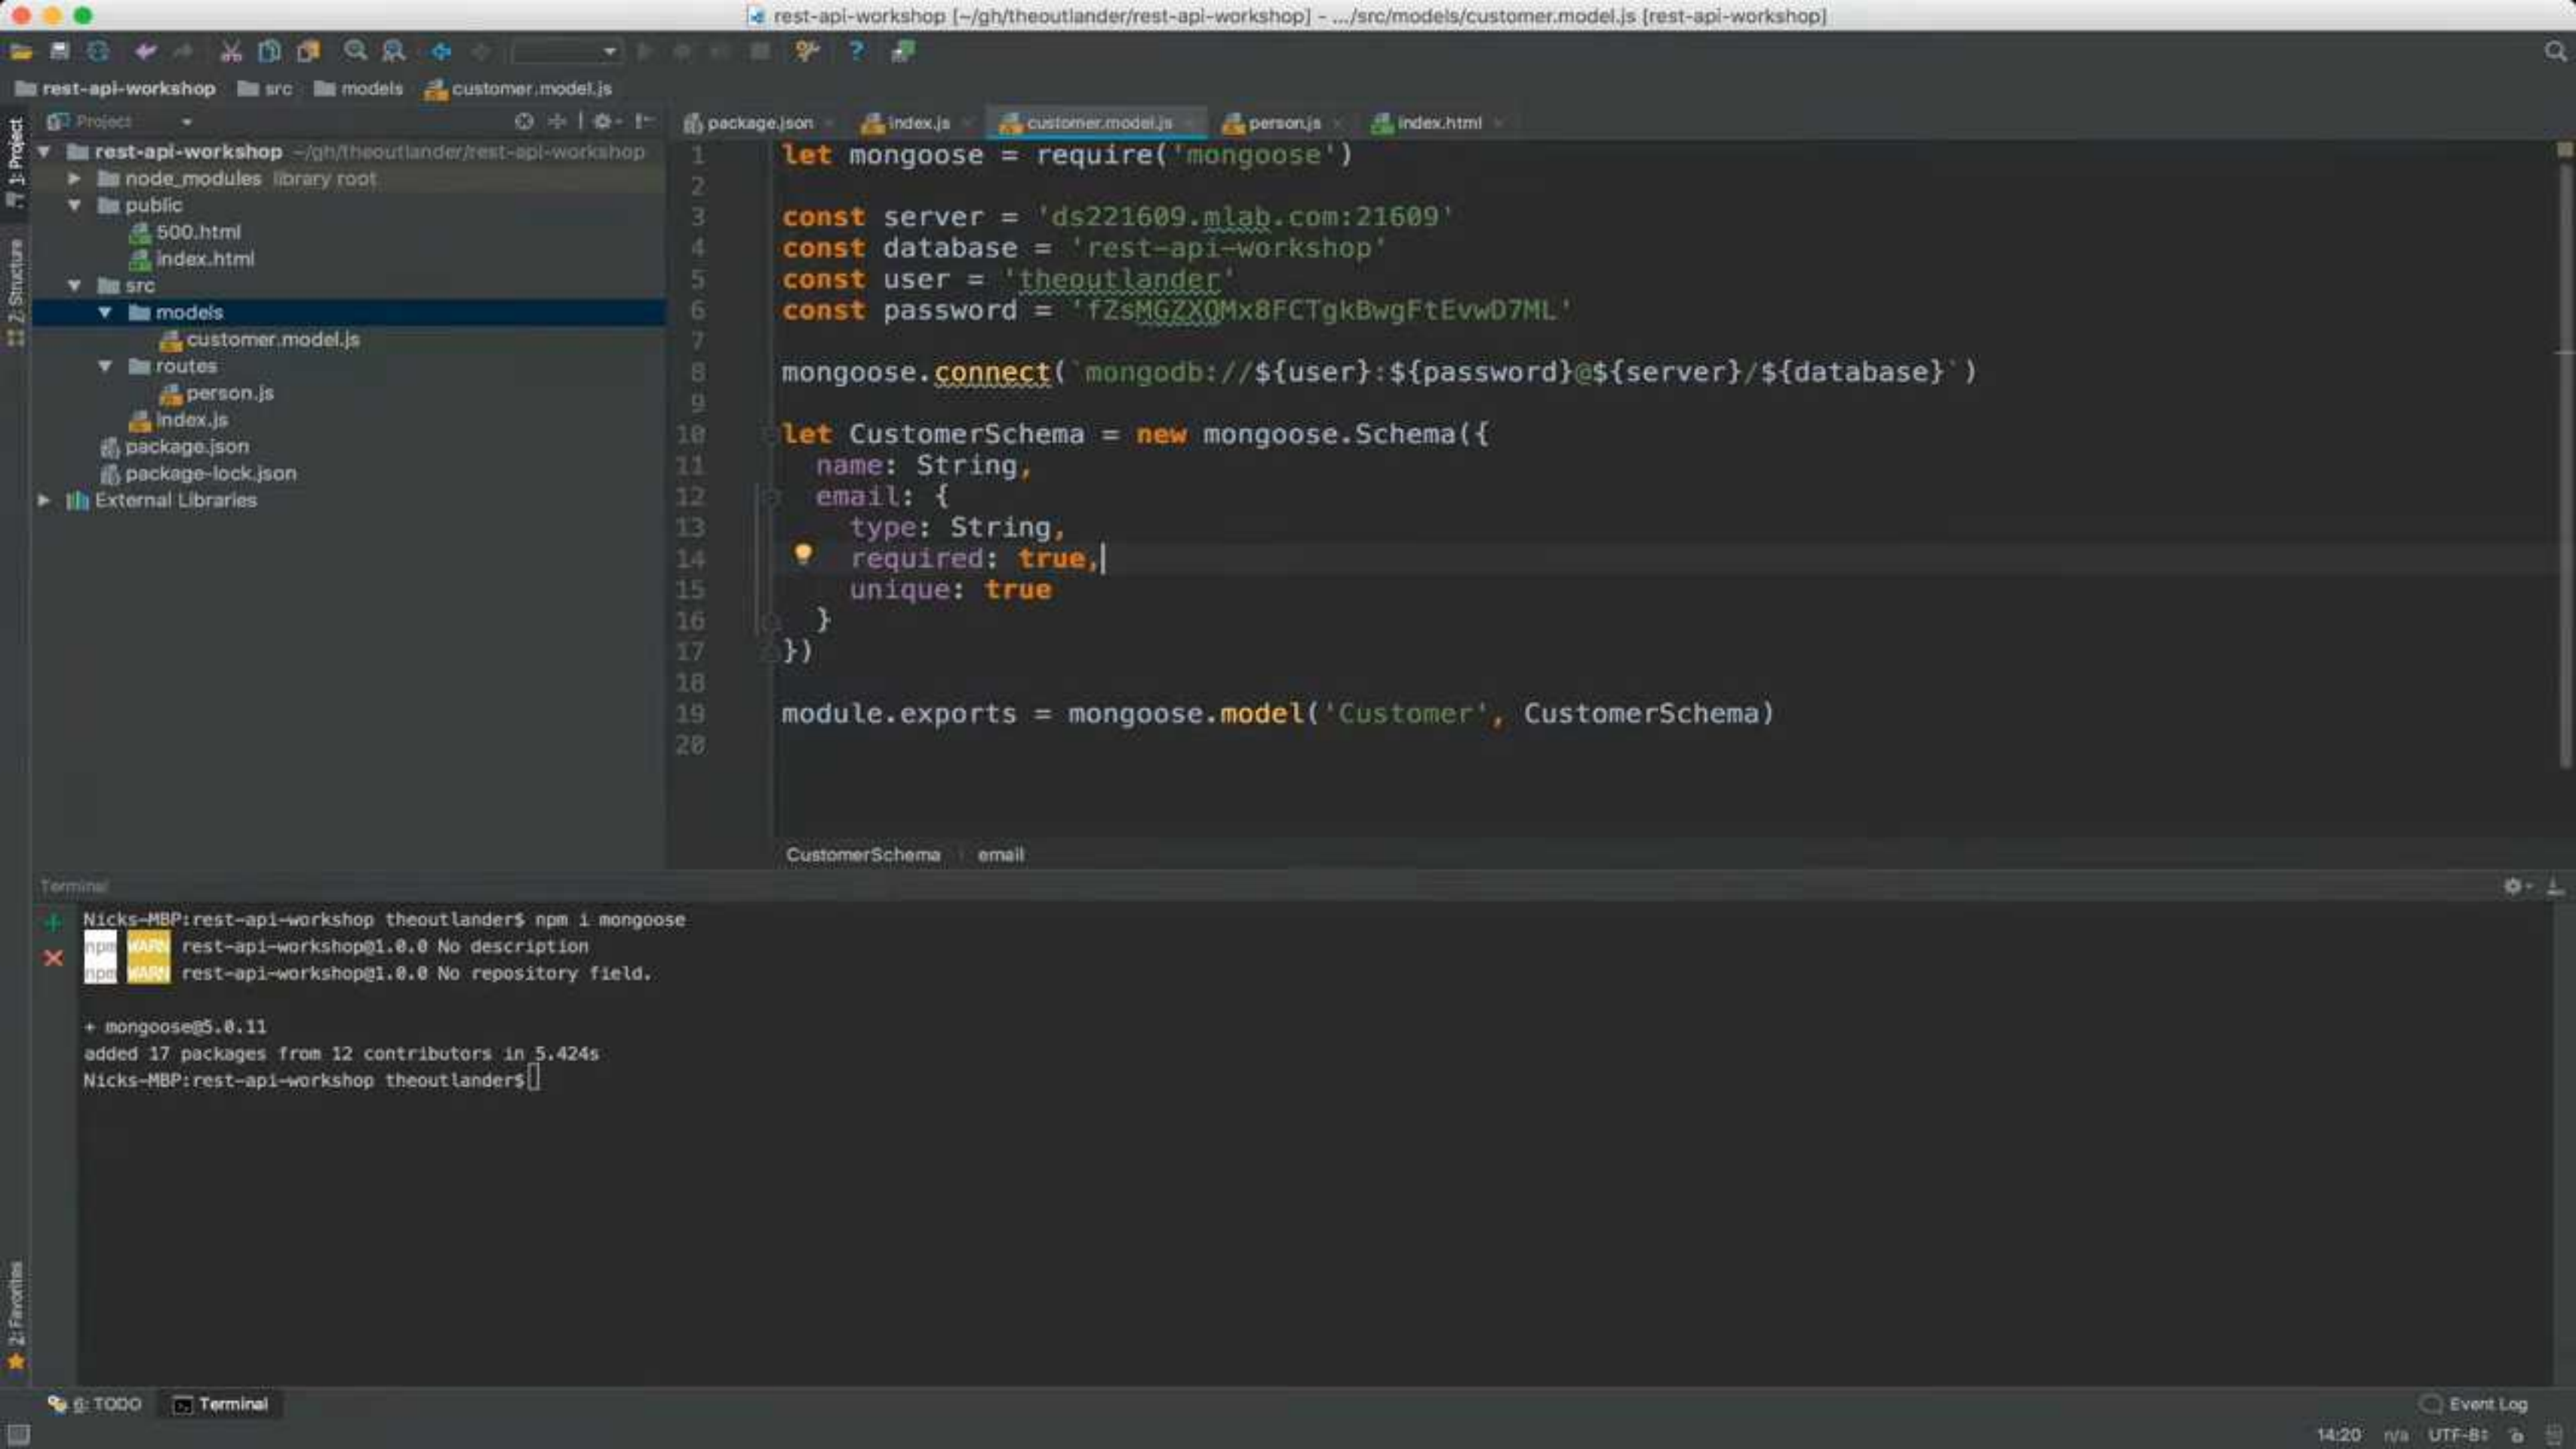 rest-api-workshop [~/gh/theoutlander/rest-api-workshop] - .../src/models/customer.model.js [rest-api-workshop]
rest-api-workshop src models customer.model.js
1: Project
Z: Structure
2: Favorites
Project
rest-api-workshop ~/gh/theoutlander/rest-api-workshop
node_modules library root
public
500.html
index.html
src
models
customer.model.js
routes
person.js
index.js
package.json
package-lock.json
External Libraries
package.json index.js customer.model.js person.js index.html
1 let mongoose = require('mongoose')
2
3 const server = 'ds221609.mlab.com:21609'
4 const database = 'rest-api-workshop'
5 const user = 'theoutlander'
6 const password = 'fZsMGZXQMx8FCTgkBwgFtEvwD7ML'
7
8 mongoose.connect(`mongodb://${user}:${password}@${server}/${database}`)
9
10 let CustomerSchema = new mongoose.Schema({
11 name: String,
12 email: {
13 type: String,
14 required: true,
15 unique: true
16 }
17 })
18
19 module.exports = mongoose.model('Customer', CustomerSchema)
20
CustomerSchema email
Terminal
Nicks-MBP:rest-api-workshop theoutlander$ npm i mongoose
npm WARN rest-api-workshop@1.0.0 No description
npm WARN rest-api-workshop@1.0.0 No repository field.
+ mongoose@5.0.11
added 17 packages from 12 contributors in 5.424s
Nicks-MBP:rest-api-workshop theoutlander$
6: TODO Terminal Event Log
14:20 n/a UTF-8